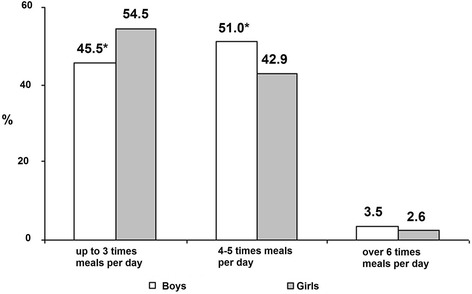 60
40
20
0
%
45.5*
54.5
51.0*
42.9
3.5
2.6
up to 3 times
meals per day
4-5 times meals
per day
over 6 times
meals per day
Boys
Girls